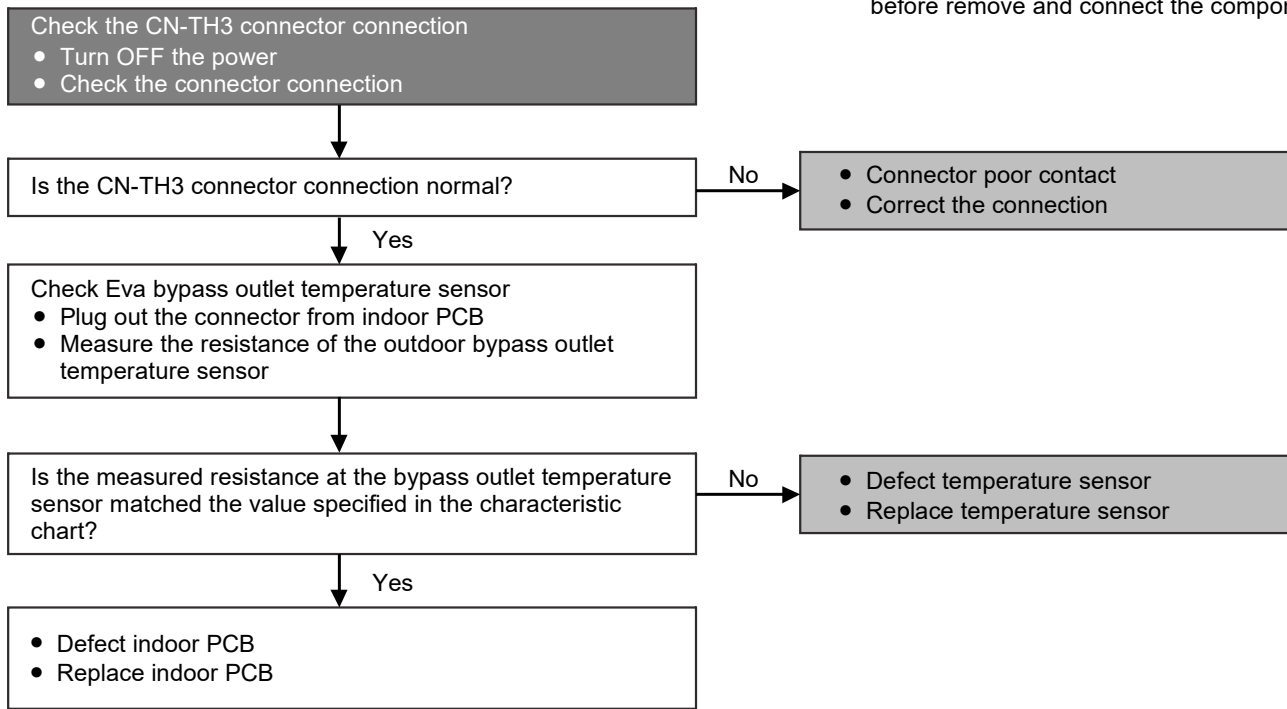 before remove and connect the
Check the CN-TH3 connector connection
• Turn OFF the power
• Check the connector connection
Is the CN-TH3 connector connection normal?
No
• Connector poor contact
• Correct the connection
Yes
Check Eva bypass outlet temperature sensor
• Plug out the connector from indoor PCB
• Measure the resistance of the outdoor bypass outlet
temperature sensor
Is the measured resistance at the bypass outlet temperature
sensor matched the value specified in the characteristic
chart?
No
• Defect temperature sensor
• Replace temperature sensor
Yes
• Defect indoor PCB
• Replace indoor PCB